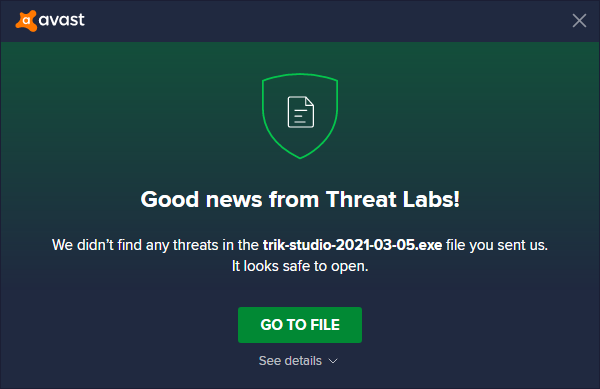 avast
Good news from Threat Labs!
We didn't find any threats in the trik-studio-2021-03-05.exe file you sent us.
It looks safe to open.
GO TO FILE
See details